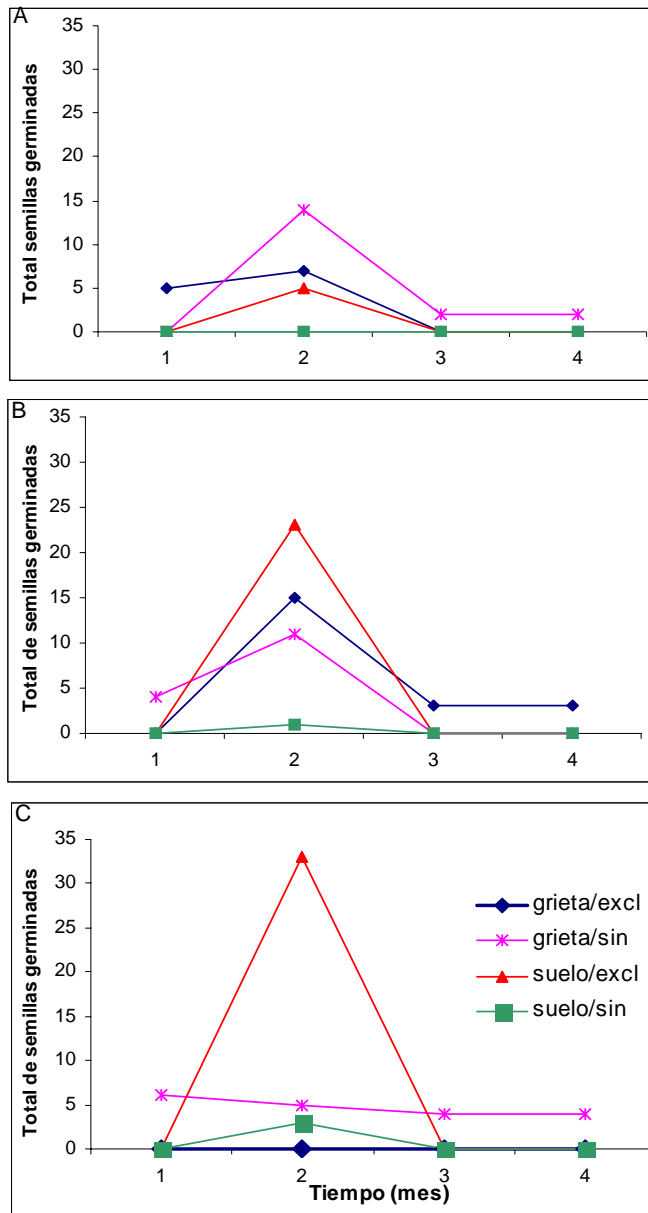 A
Total semillas germinadas
35
30
25
20
15
10
5
0
1 2 3 4
B
Total de semillas germinadas
35
30
25
20
15
10
5
0
1 2 3 4
C
Total de semillas germinadas
35
30
25
20
15
10
5
0
grieta/excl
grieta/sin
suelo/excl
suelo/sin
1 2 3 4
Tiempo (mes)